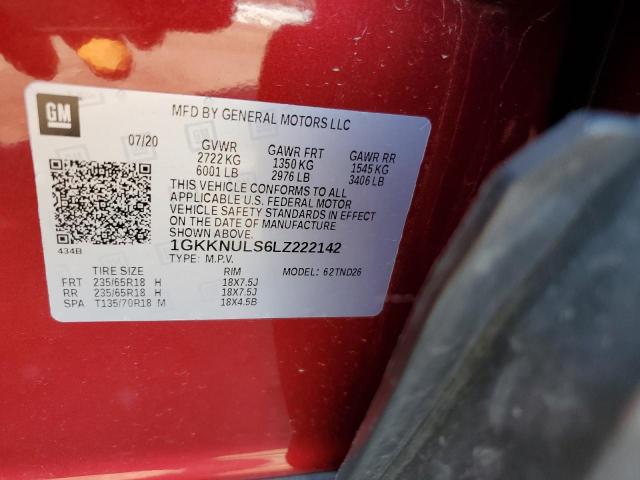 GM
MFD BY GENERAL MOTORS LLC
07/20
GVWR GAWR FRT GAWR RR
2722 KG 1350 KG 1545 KG
6001 LB 2976 LB 3406 LB
THIS VEHICLE CONFORMS TO ALL
APPLICABLE U.S. FEDERAL MOTOR
VEHICLE SAFETY STANDARDS IN EFFECT
ON THE DATE OF MANUFACTURE
SHOWN ABOVE.
434B
1GKKNULS6LZ222142
TYPE: M.P.V. MODEL: 62TND26
TIRE SIZE RIM
FRT 235/65R18 H 18X7.5J
RR 235/65R18 H 18X7.5J
SPA T135/70R18 M 18X4.5B